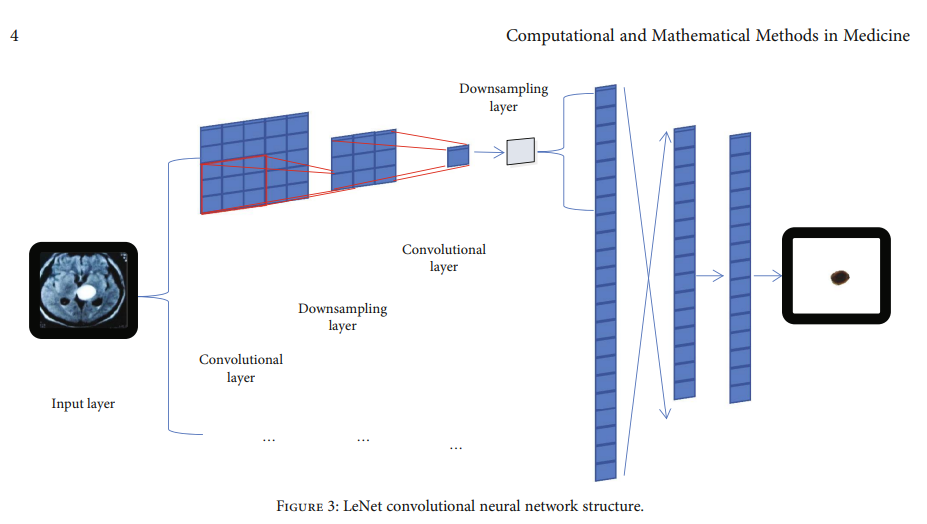 4
Computational and Mathematical Methods in Medicine
Downsampling
layer
Convolutional
layer
Downsampling
layer
Convolutional
layer
Input layer
...
...
...
FIGURE 3: LeNet convolutional neural network structure.